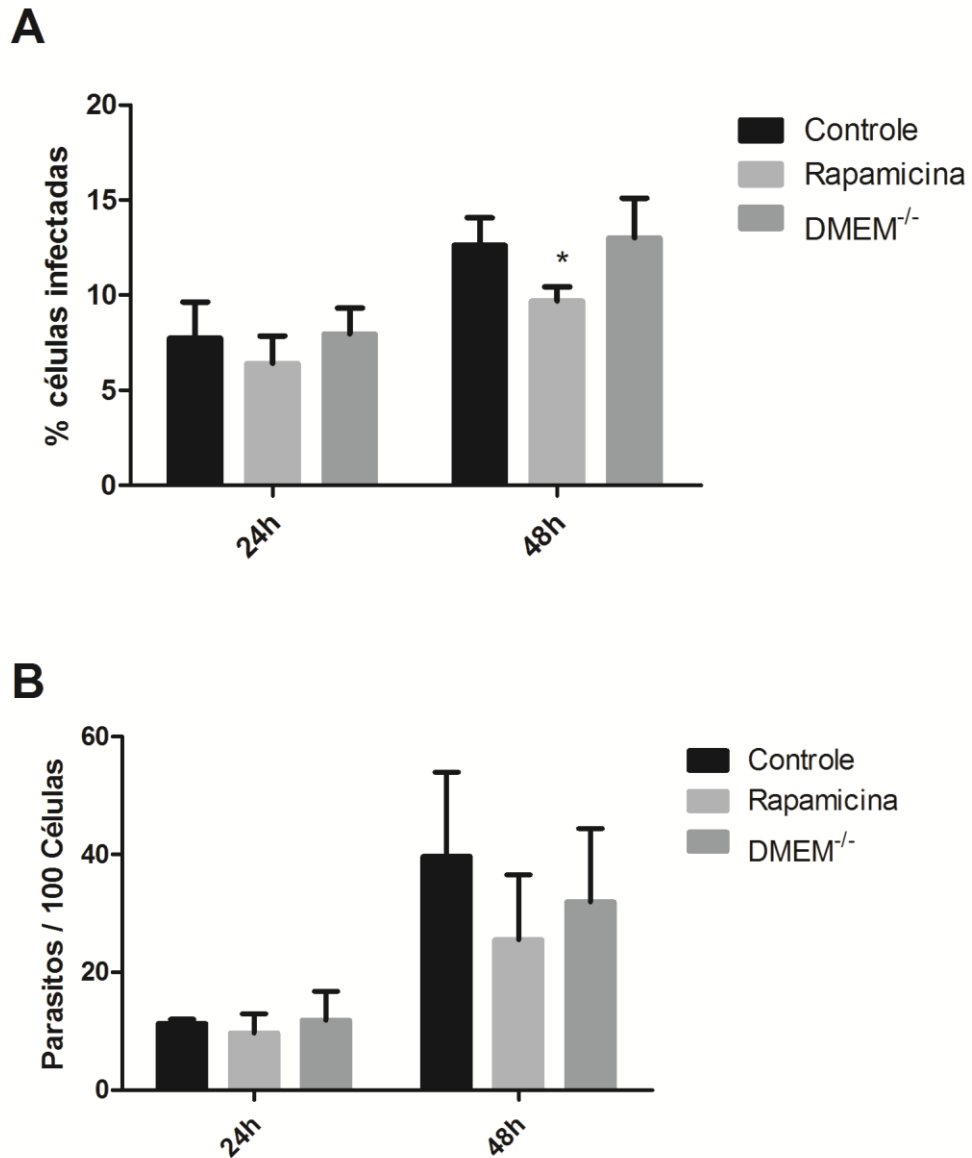 A
% células infectadas
20
15
10
5
0
*
24h
48h
Controle
Rapamicina
DMEM-/-
B
Parasitos / 100 Células
60
40
20
0
24h
48h
Controle
Rapamicina
DMEM-/-